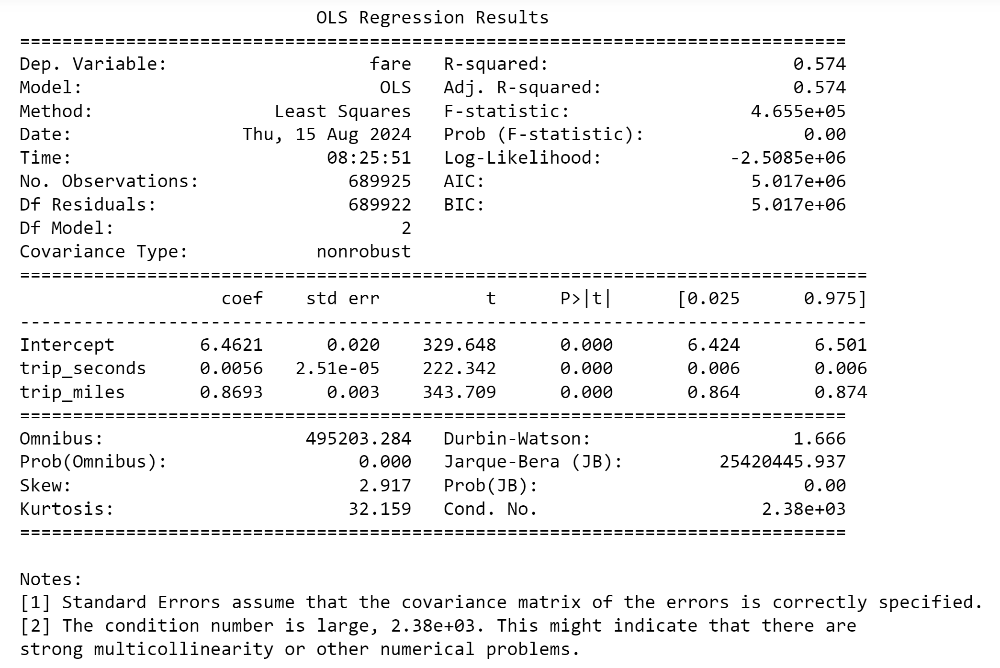 OLS Regression Results
==============================================================================
Dep. Variable:                   fare   R-squared:                       0.574
Model:                            OLS   Adj. R-squared:                  0.574
Method:                 Least Squares   F-statistic:                 4.655e+05
Date:                Thu, 15 Aug 2024   Prob (F-statistic):               0.00
Time:                        08:25:51   Log-Likelihood:            -2.5085e+06
No. Observations:              689925   AIC:                         5.017e+06
Df Residuals:                  689922   BIC:                         5.017e+06
Df Model:                           2
Covariance Type:            nonrobust
================================================================================
                   coef    std err          t      P>|t|      [0.025      0.975]
--------------------------------------------------------------------------------
Intercept        6.4621      0.020    329.648      0.000       6.424       6.501
trip_seconds     0.0056   2.51e-05    222.342      0.000       0.006       0.006
trip_miles       0.8693      0.003    343.709      0.000       0.864       0.874
==============================================================================
Omnibus:                   495203.284   Durbin-Watson:                   1.666
Prob(Omnibus):                  0.000   Jarque-Bera (JB):         25420445.937
Skew:                           2.917   Prob(JB):                         0.00
Kurtosis:                      32.159   Cond. No.                     2.38e+03
==============================================================================
Notes:
[1] Standard Errors assume that the covariance matrix of the errors is correctly specified.
[2] The condition number is large, 2.38e+03. This might indicate that there are
strong multicollinearity or other numerical problems.